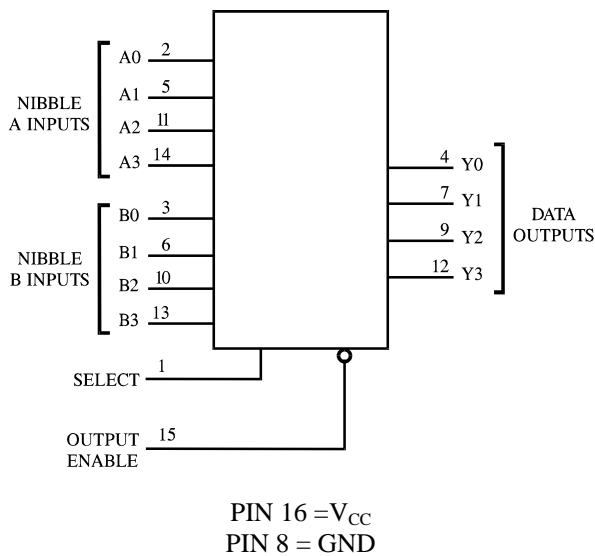 NIBBLE
A INPUTS
A0 2
A1 5
A2 11
A3 14
NIBBLE
B INPUTS
B0 3
B1 6
B2 10
B3 13
4 Y0
7 Y1
9 Y2
12 Y3
DATA
OUTPUTS
SELECT 1
OUTPUT
ENABLE
15
PIN 16 =VCC
PIN 8 = GND